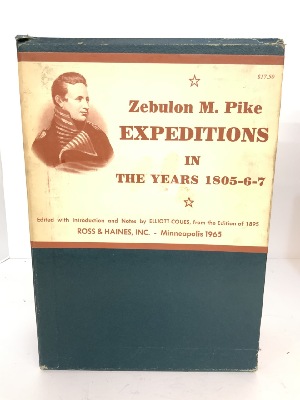 $17.50
Zebulon M. Pike
EXPEDITIONS
IN
THE YEARS 1805-6-7
Edited with Introduction and Notes by ELLIOTT COUES, from the Edition of 1895
ROSS & HAINES, INC. - Minneapolis 1965